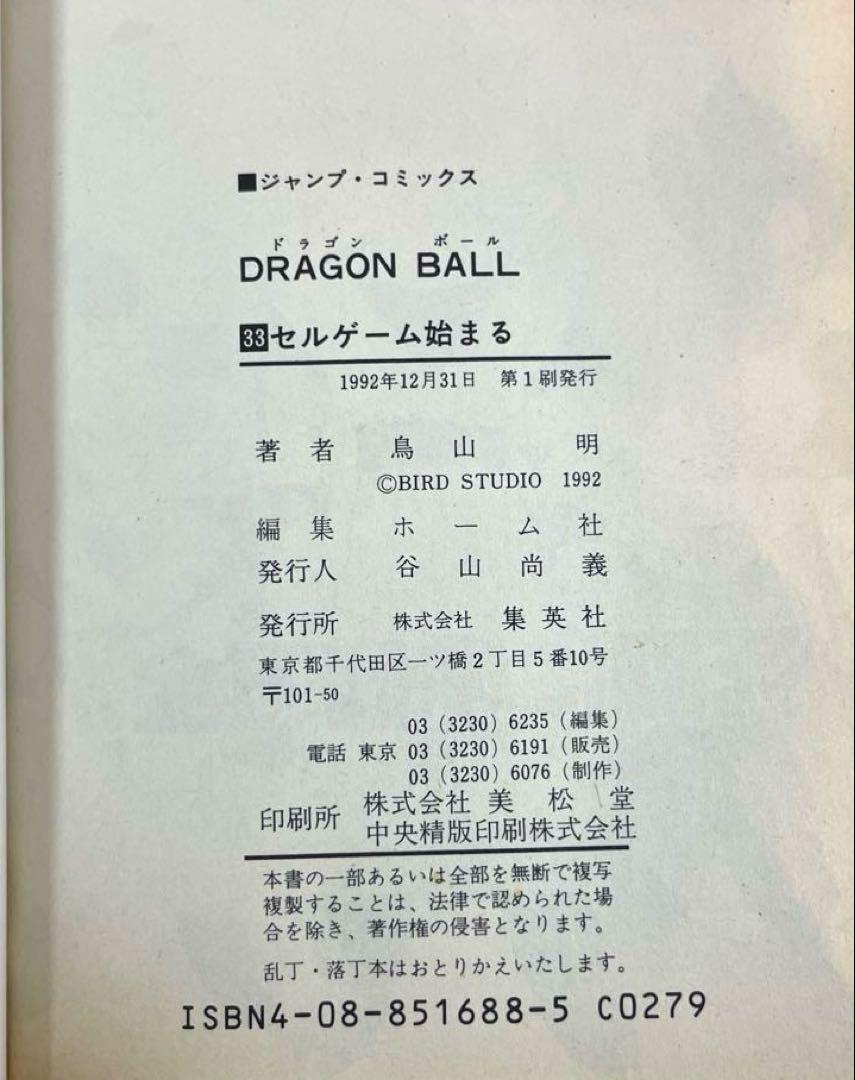 ■ジャンプ・コミックス
ドラゴン ボール
DRAGON BALL
33セルゲーム始まる
1992年12月31日 第1刷発行
著者 鳥山 明
©BIRD STUDIO 1992
編集 ホーム社
発行人 谷山尚義
発行所 株式会社 集英社
東京都千代田区一ツ橋2丁目5番10号
〒101-50
03（3230）6235（編集）
電話 東京 03（3230）6191（販売）
03（3230）6076（制作）
印刷所 株式会社 美松堂
中央精版印刷株式会社
本書の一部あるいは全部を無断で複写
複製することは、法律で認められた場
合を除き、著作権の侵害となります。
乱丁・落丁本はおとりかえいたします。
ISBN4-08-851688-5 C0279